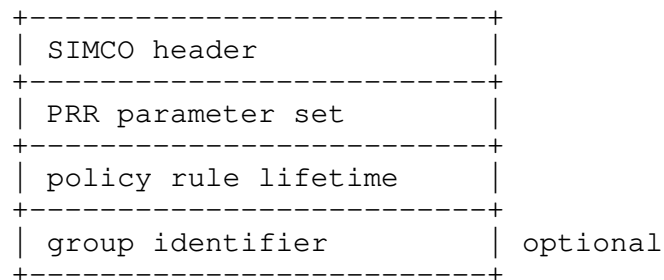 +--------------------------+
| SIMCO header             |
+--------------------------+
| PRR parameter set        |
+--------------------------+
| policy rule lifetime     |
+--------------------------+
| group identifier         | optional
+--------------------------+